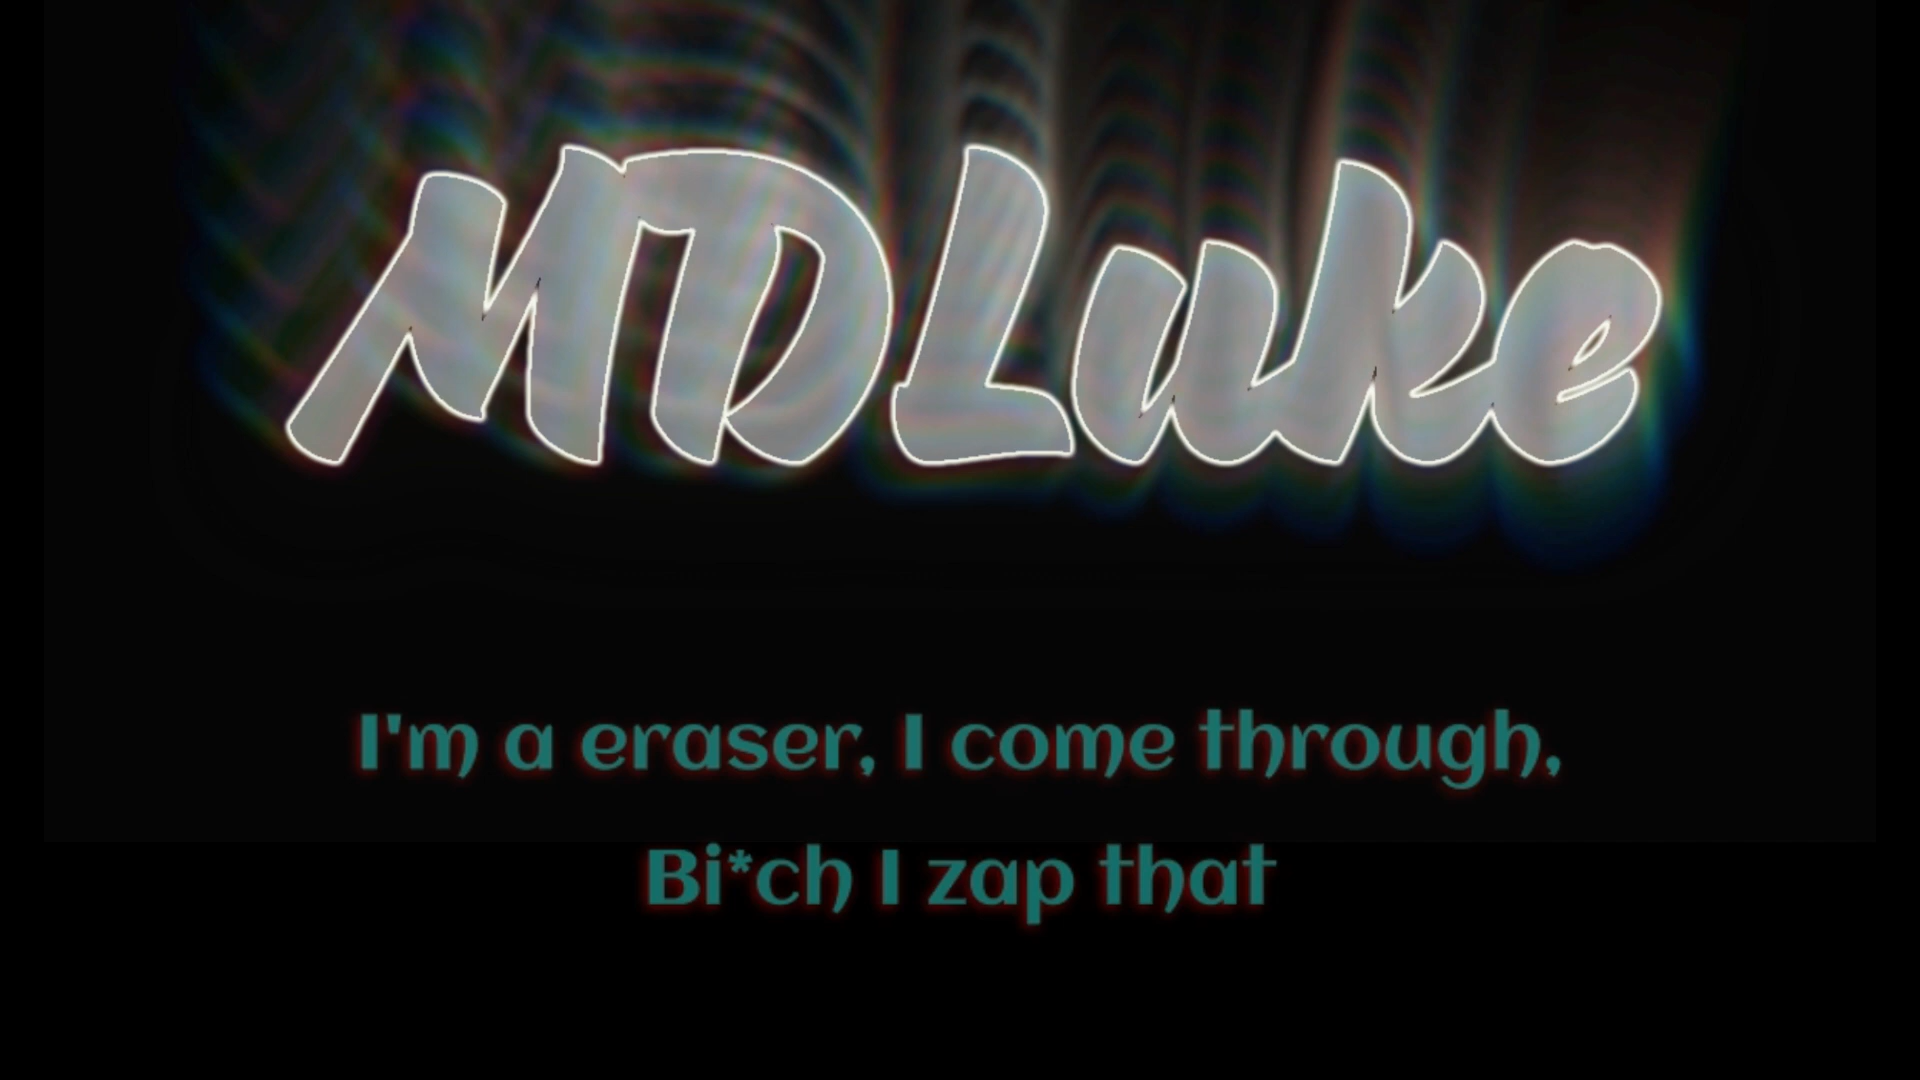 MDLuke
I'm a eraser, I come through,
Bi*ch I zap that